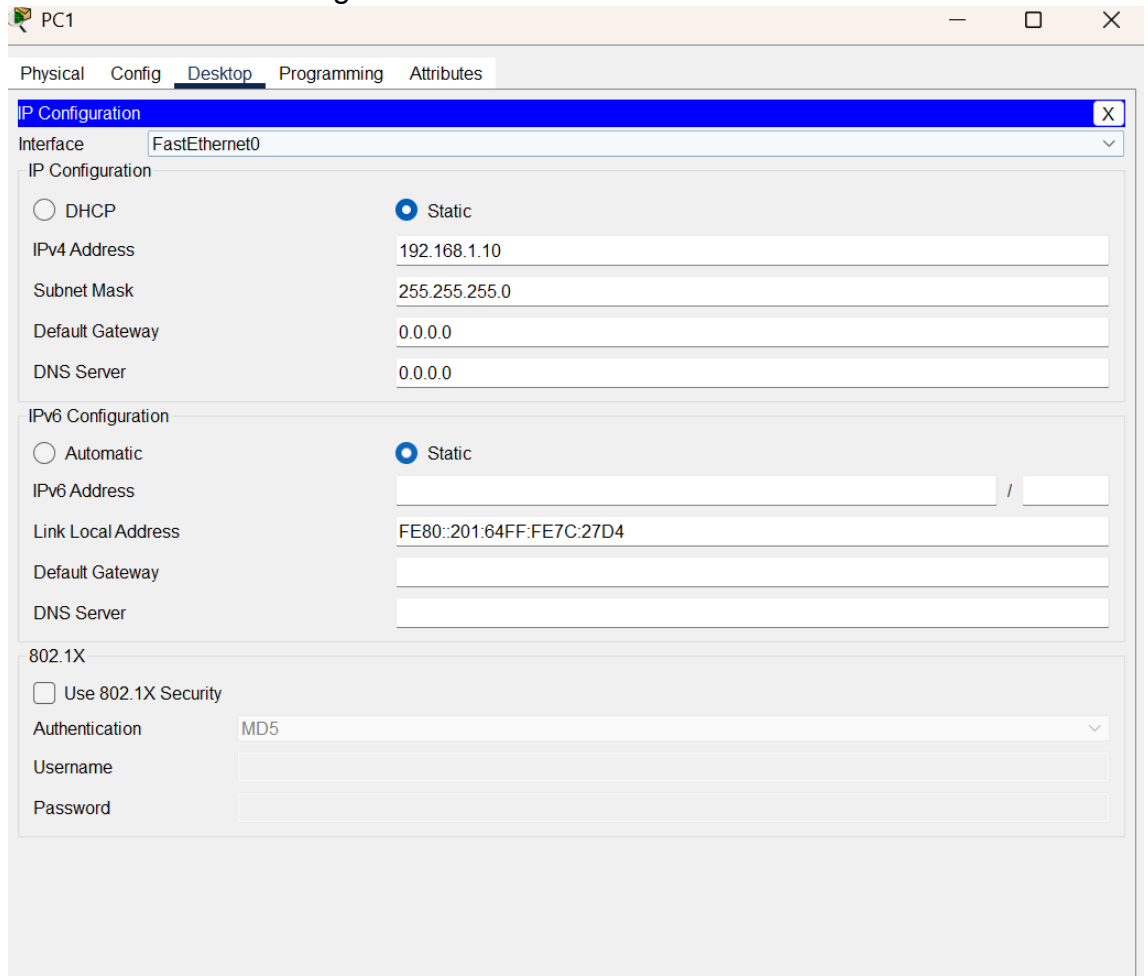 PC1
Physical Config Desktop Programming Attributes
IP Configuration X
Interface FastEthernet0
IP Configuration
DHCP Static
IPv4 Address 192.168.1.10
Subnet Mask 255.255.255.0
Default Gateway 0.0.0.0
DNS Server 0.0.0.0
IPv6 Configuration
Automatic Static
IPv6 Address /
Link Local Address FE80::201:64FF:FE7C:27D4
Default Gateway
DNS Server
802.1X
Use 802.1X Security
Authentication MD5
Username
Password